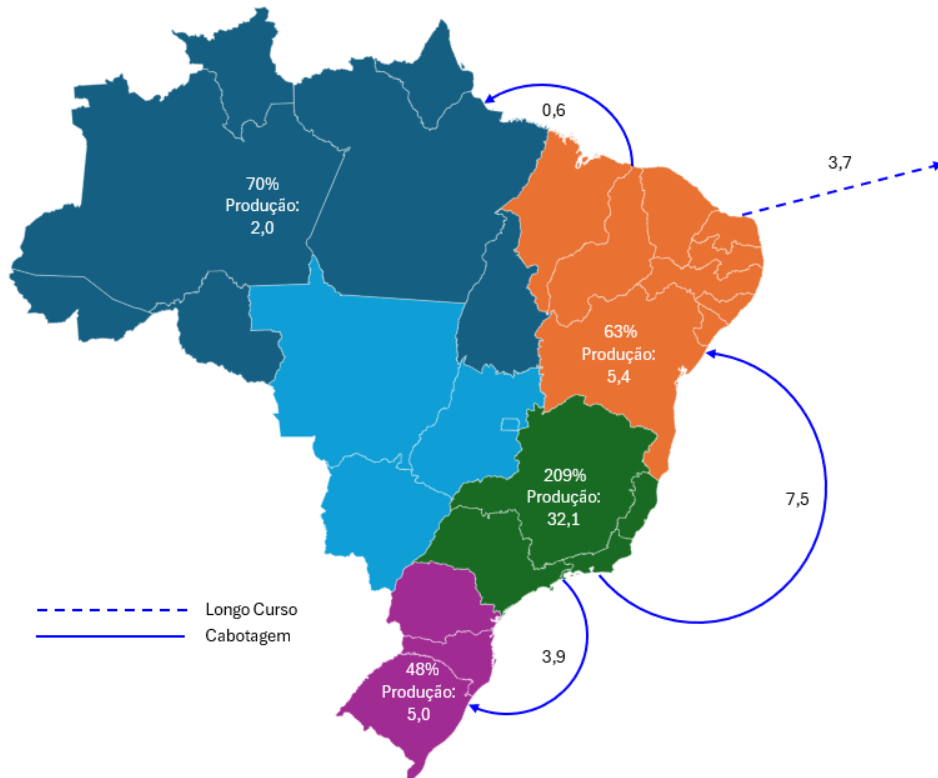 0,6
3,7
70%
Produção:
2,0
63%
Produção:
5,4
209%
Produção:
32,1
7,5
Longo Curso
Cabotagem
3,9
48%
Produção:
5,0